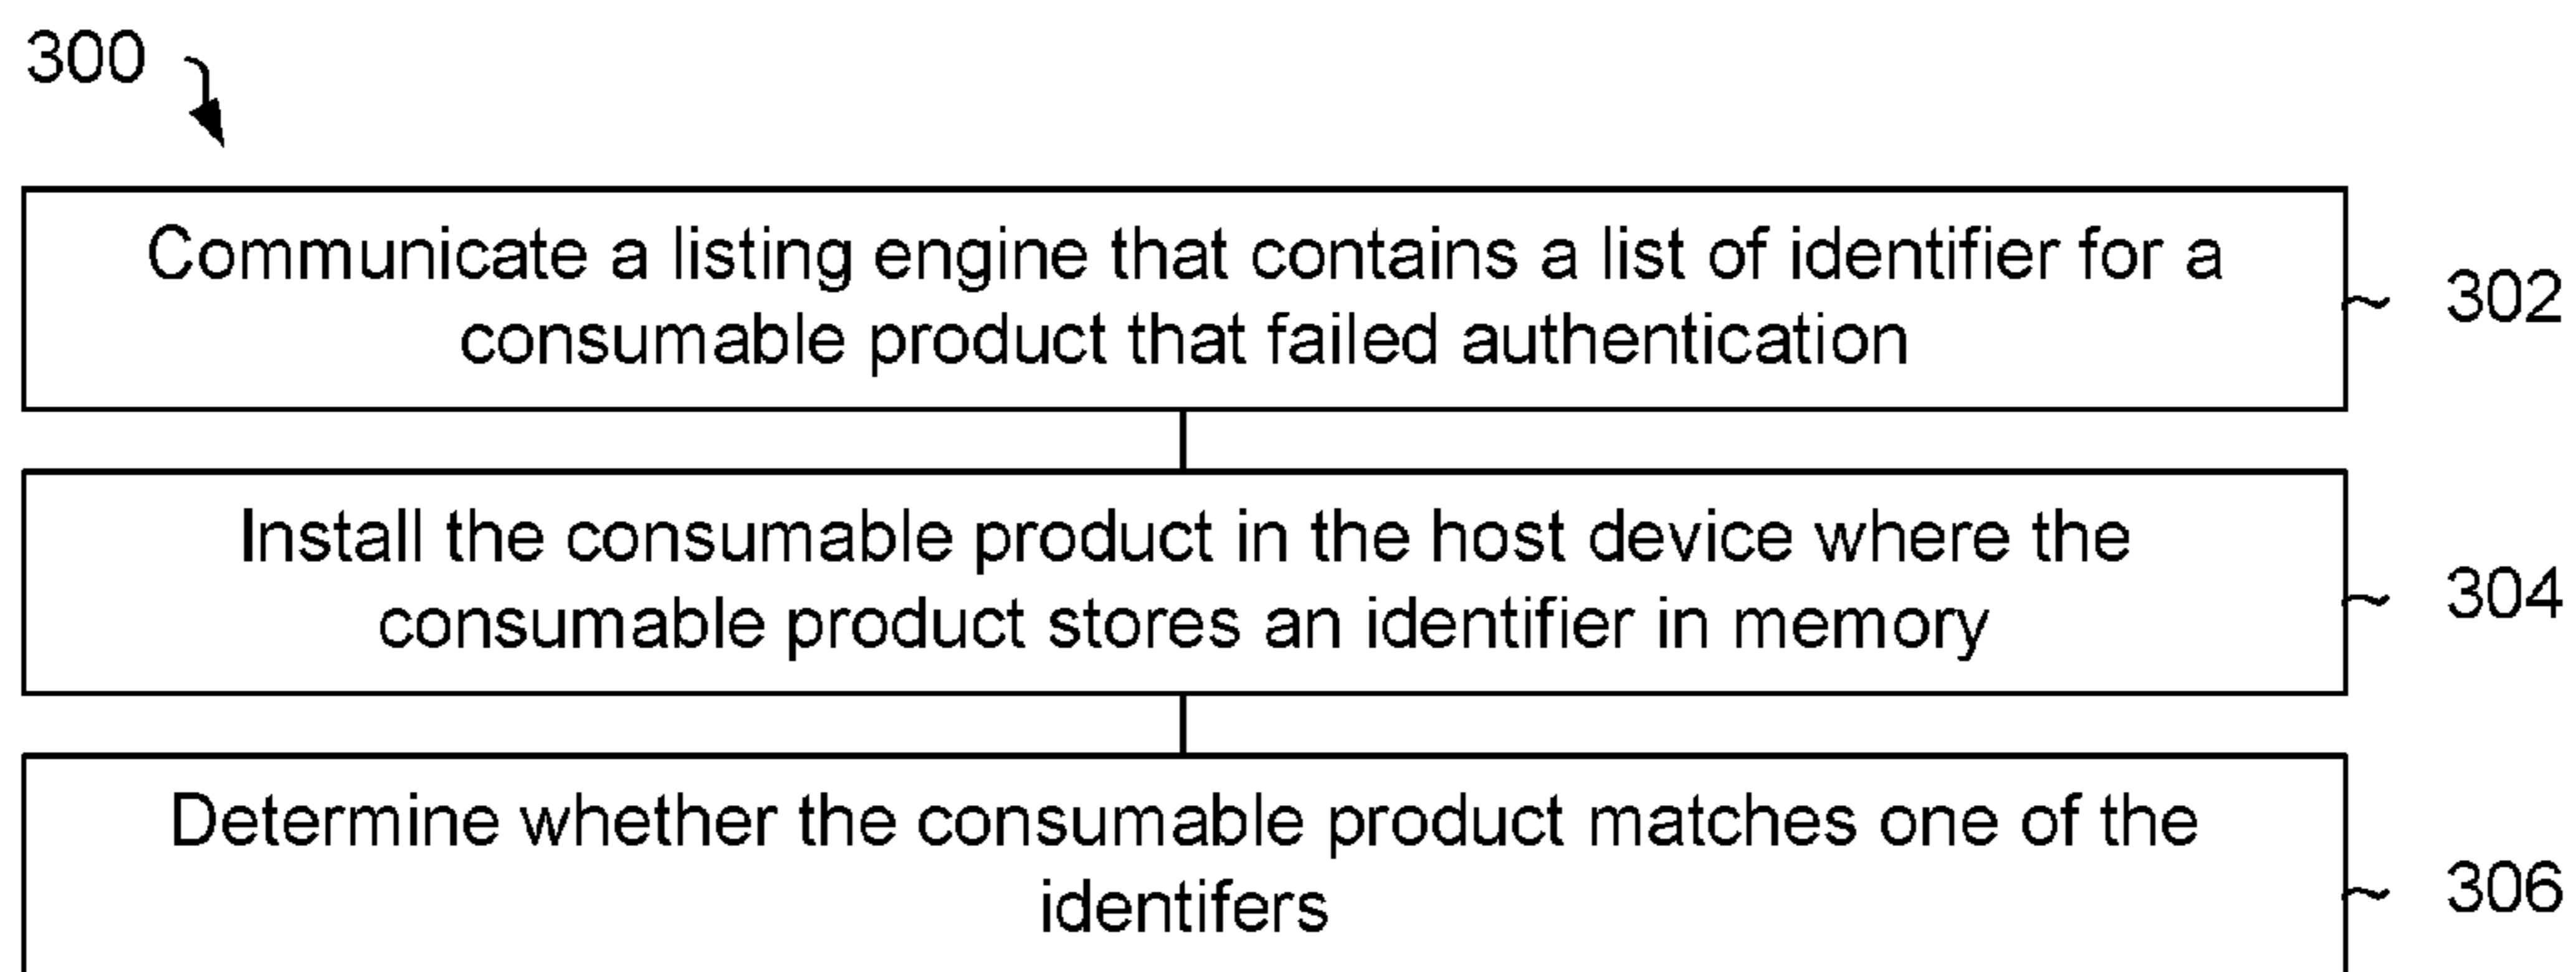 300
Communicate a listing engine that contains a list of identifier for a
consumable product that failed authentication
302
Install the consumable product in the host device where the
consumable product stores an identifier in memory
304
Determine whether the consumable product matches one of the
identifers
306